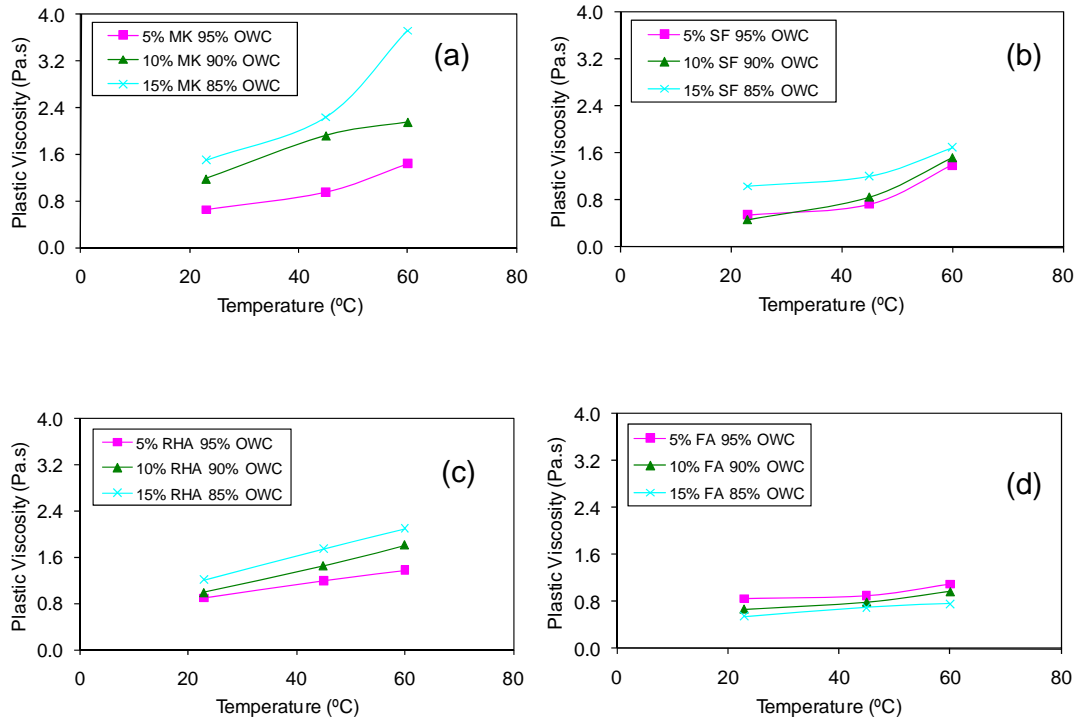 4.0
3.2
2.4
1.6
0.8
0.0
Plastic Viscosity (Pa.s)
5% MK 95% OWC
10% MK 90% OWC
15% MK 85% OWC
(a)
0 20 40 60 80
Temperature (ºC)
4.0
3.2
2.4
1.6
0.8
0.0
Plastic Viscosity (Pa.s)
5% SF 95% OWC
10% SF 90% OWC
15% SF 85% OWC
(b)
0 20 40 60 80
Temperature (ºC)
4.0
3.2
2.4
1.6
0.8
0.0
Plastic Viscosity (Pa.s)
5% RHA 95% OWC
10% RHA 90% OWC
15% RHA 85% OWC
(c)
0 20 40 60 80
Temperature (ºC)
4.0
3.2
2.4
1.6
0.8
0.0
Plastic Viscosity (Pa.s)
5% FA 95% OWC
10% FA 90% OWC
15% FA 85% OWC
(d)
0 20 40 60 80
Temperature (ºC)